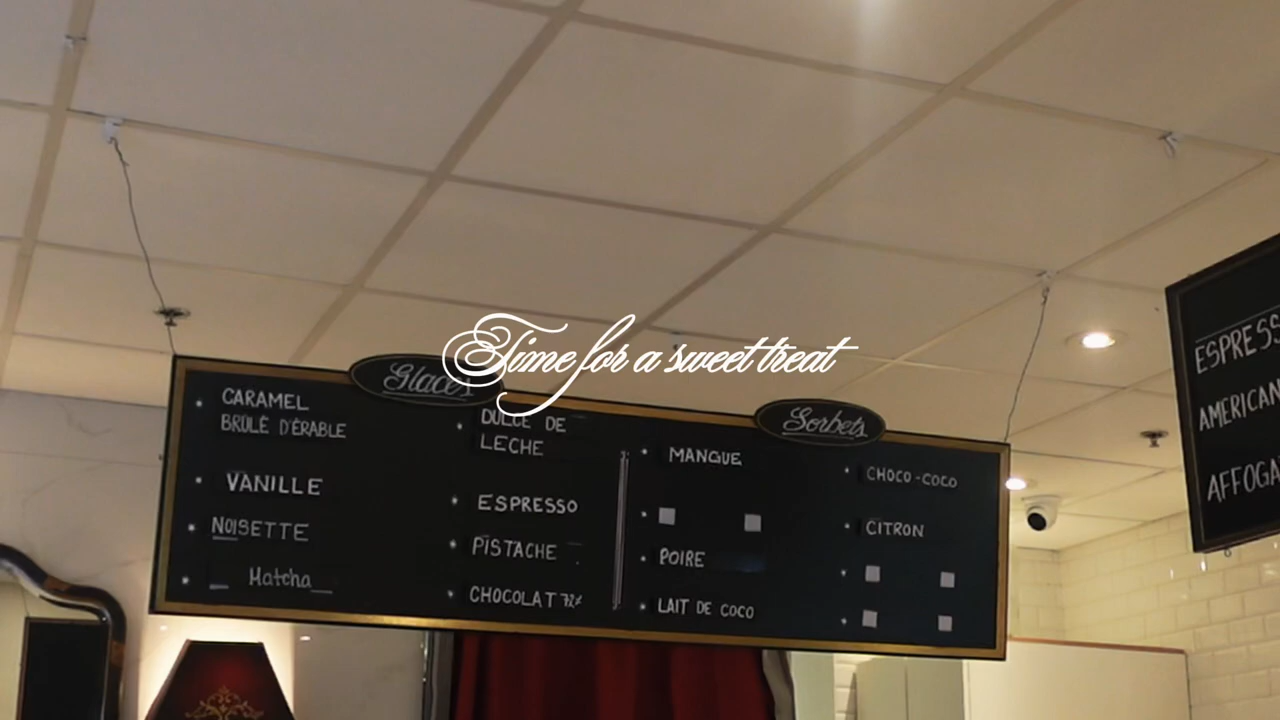 Time for a sweet treat
Glaces
CARAMEL
BRÛLÉ D'ÉRABLE
VANILLE
NOISETTE
Matcha
DULCE DE
LECHE
ESPRESSO
PISTACHE
CHOCOLAT 72%
Sorbets
MANGUE
POIRE
LAIT DE COCO
CHOCO-COCO
CITRON
ESPRESS
AMERICAN
AFFOGA